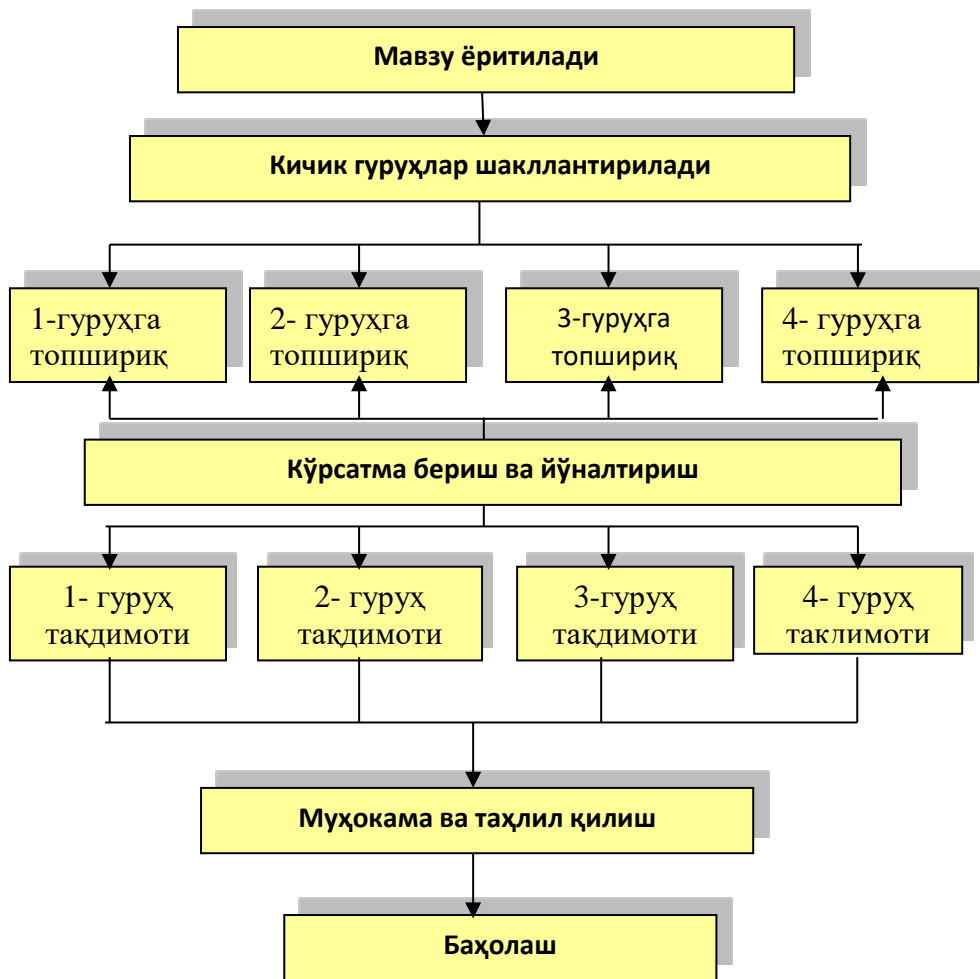 Мавзу ёритилади
Кичик гуруҳлар шакллантирилади
1-гуруҳга
топшириқ
2- гуруҳга
топшириқ
3-гуруҳга
топшириқ
4- гуруҳга
топшириқ
Кўрсатма бериш ва йўналтириш
1- гуруҳ
тақдимоти
2- гуруҳ
тақдимоти
3-гуруҳ
тақдимоти
4- гуруҳ
тақдимоти
Муҳокама ва таҳлил қилиш
Баҳолаш